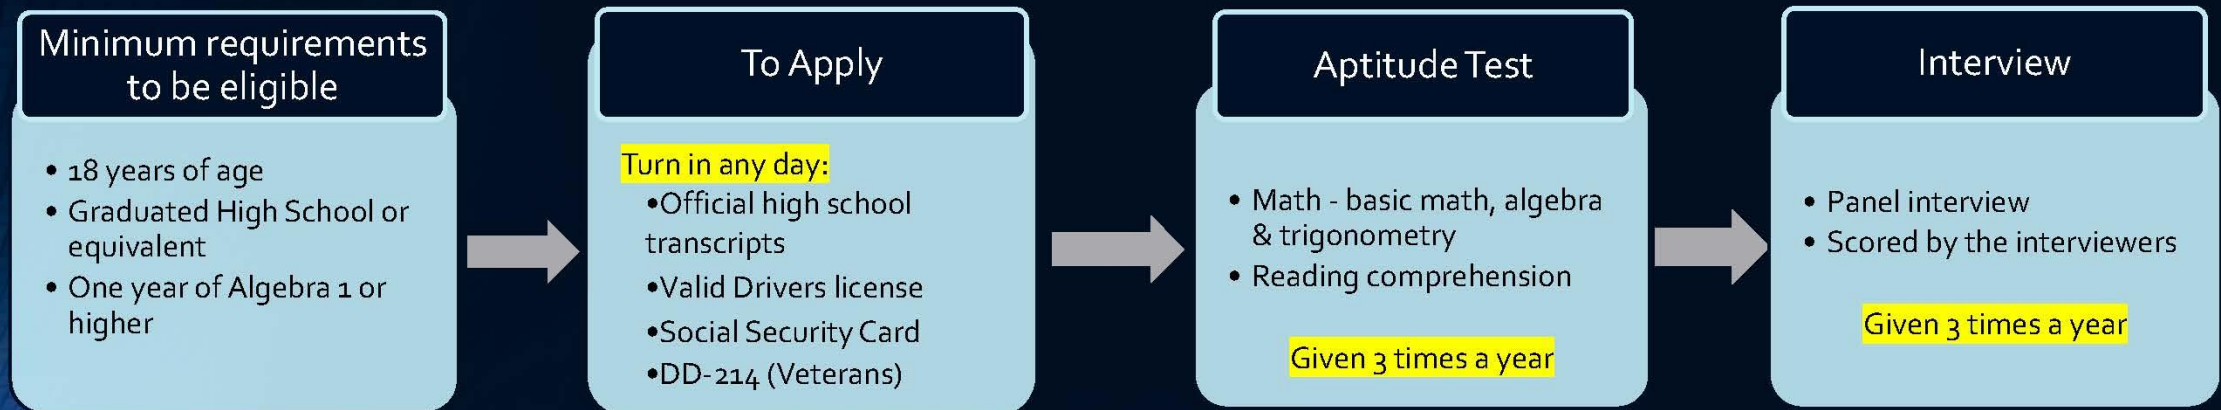 Minimum requirements
to be eligible
• 18 years of age
• Graduated High School or
equivalent
• One year of Algebra 1 or
higher
To Apply
Turn in any day:
•Official high school
transcripts
•Valid Drivers license
•Social Security Card
•DD-214 (Veterans)
Aptitude Test
• Math - basic math, algebra
& trigonometry
• Reading comprehension
Given 3 times a year
Interview
• Panel interview
• Scored by the interviewers
Given 3 times a year